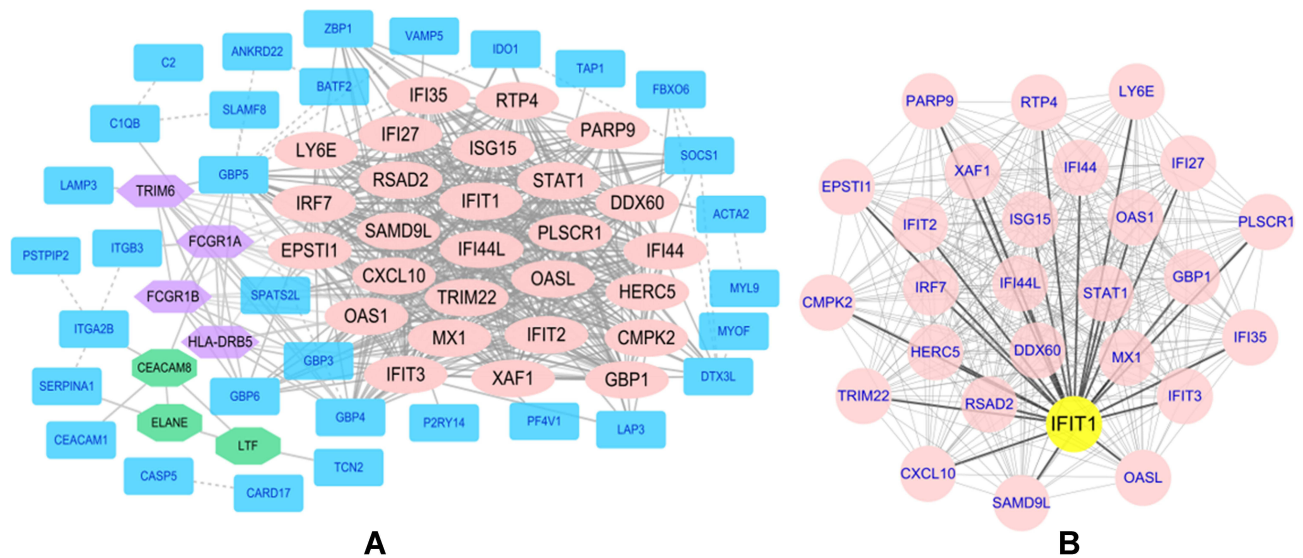 ZBP1
VAMP5
IDO1
ANKRD22
C2
TAP1
BATF2
FBXO6
SLAMF8
C1QB
IFI35
RTP4
PARP9
IFI27
LY6E
ISG15
SOCS1
LAMP3
TRIM6
GBP5
RSAD2
STAT1
IRF7
IFIT1
DDX60
ACTA2
SAMD9L
PLSCR1
FCGR1A
ITGB3
PSTPIP2
EPSTI1
IFI44L
IFI44
CXCL10
OASL
MYL9
FCGR1B
SPATS2L
TRIM22
HERC5
OAS1
ITGA2B
MYOF
MX1
IFIT2
CMPK2
HLA-DRB5
CEACAM8
GBP3
IFIT3
XAF1
GBP1
DTX3L
SERPINA1
GBP6
GBP4
P2RY14
PF4V1
LAP3
ELANE
CEACAM1
LTF
TCN2
CASP5
CARD17
A
PARP9
RTP4
LY6E
XAF1
IFI44
IFI27
EPSTI1
IFIT2
ISG15
OAS1
PLSCR1
CMPK2
IRF7
IFI44L
STAT1
GBP1
HERC5
DDX60
MX1
IFI35
TRIM22
RSAD2
IFIT3
IFIT1
CXCL10
SAMD9L
OASL
B